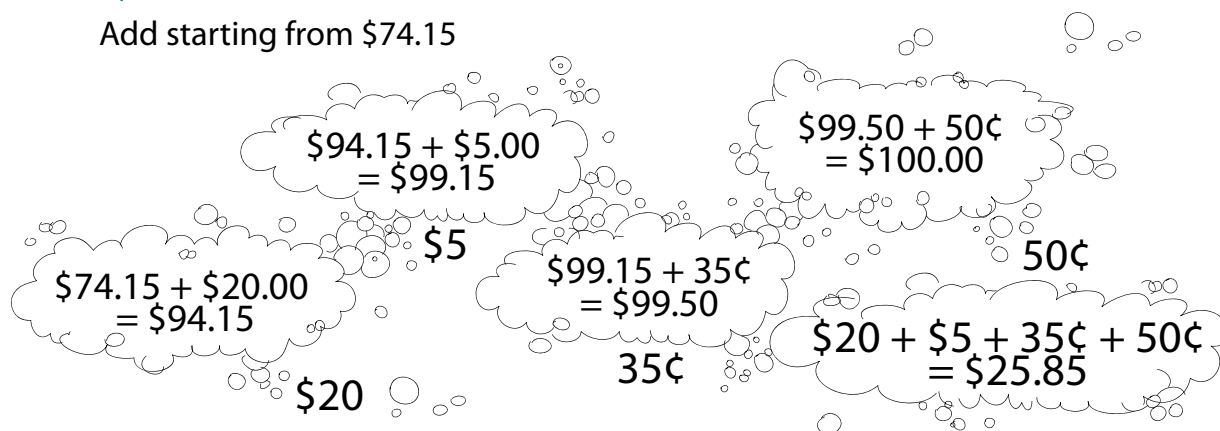 Add starting from $74.15
$74.15 + $20.00
= $94.15
$20
$94.15 + $5.00
= $99.15
$5
$99.15 + 35¢
= $99.50
35¢
$99.50 + 50¢
= $100.00
50¢
$20 + $5 + 35¢ + 50¢
= $25.85